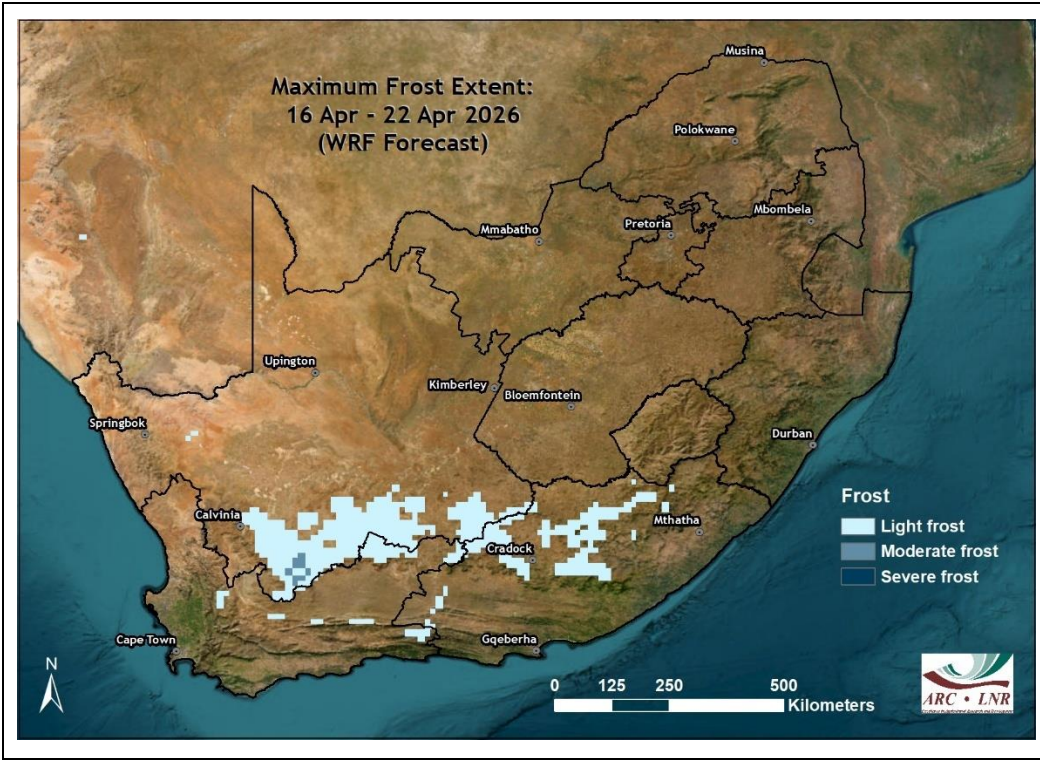 Maximum Frost Extent:
16 Apr - 22 Apr 2026
(WRF Forecast)
Musina
Polokwane
Mbombela
Pretoria
Mmabatho
Upington
Kimberley
Bloemfontein
Springbok
Durban
Calvinia
Mthatha
Cradock
Cape Town
Gqeberha
Frost
Light frost
Moderate frost
Severe frost
N
0 125 250 500
Kilometers
ARC • LNR